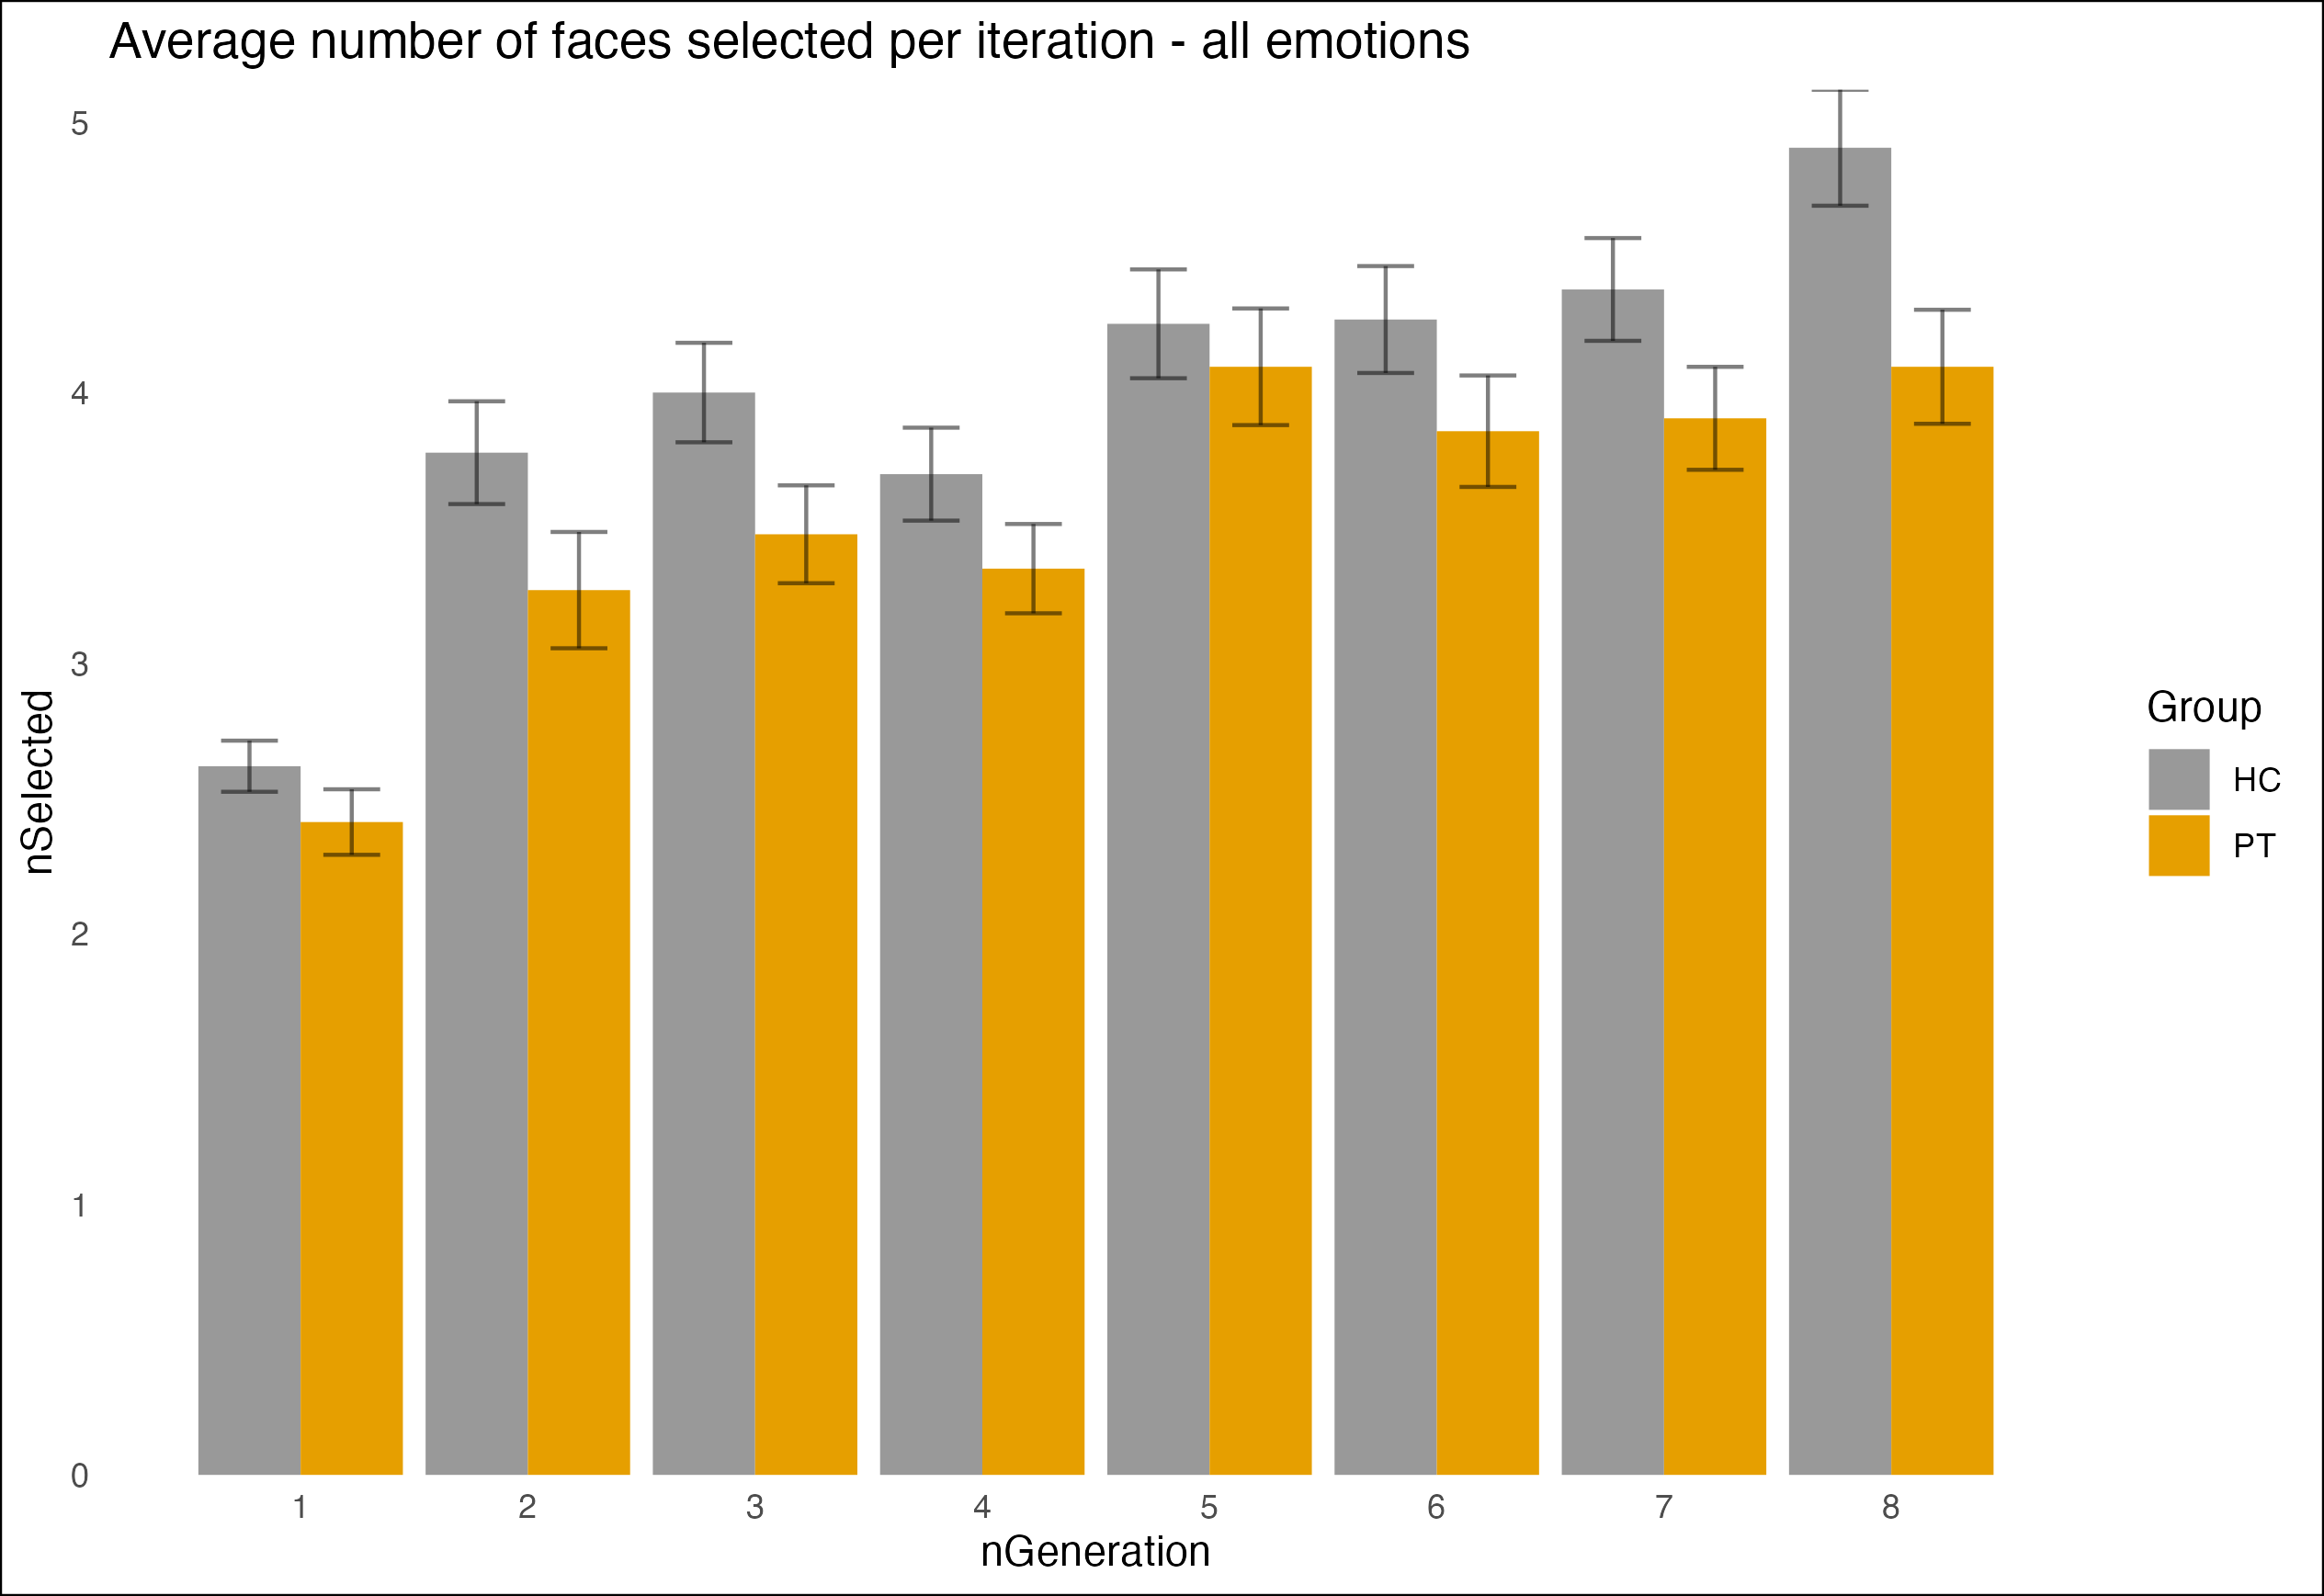 Average number of faces selected per iteration - all emotions
5
4
3
2
1
0
nSelected
1 2 3 4 5 6 7 8
nGeneration
Group
HC
PT